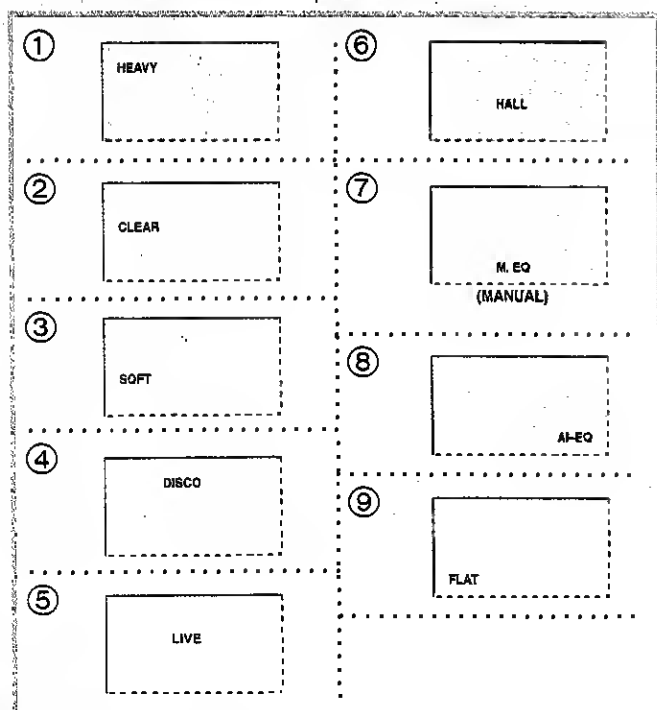 ①
HEAVY
②
CLEAR
③
SOFT
④
DISCO
⑤
LIVE
⑥
HALL
⑦
M. EQ
(MANUAL)
⑧
AI-EQ
⑨
FLAT